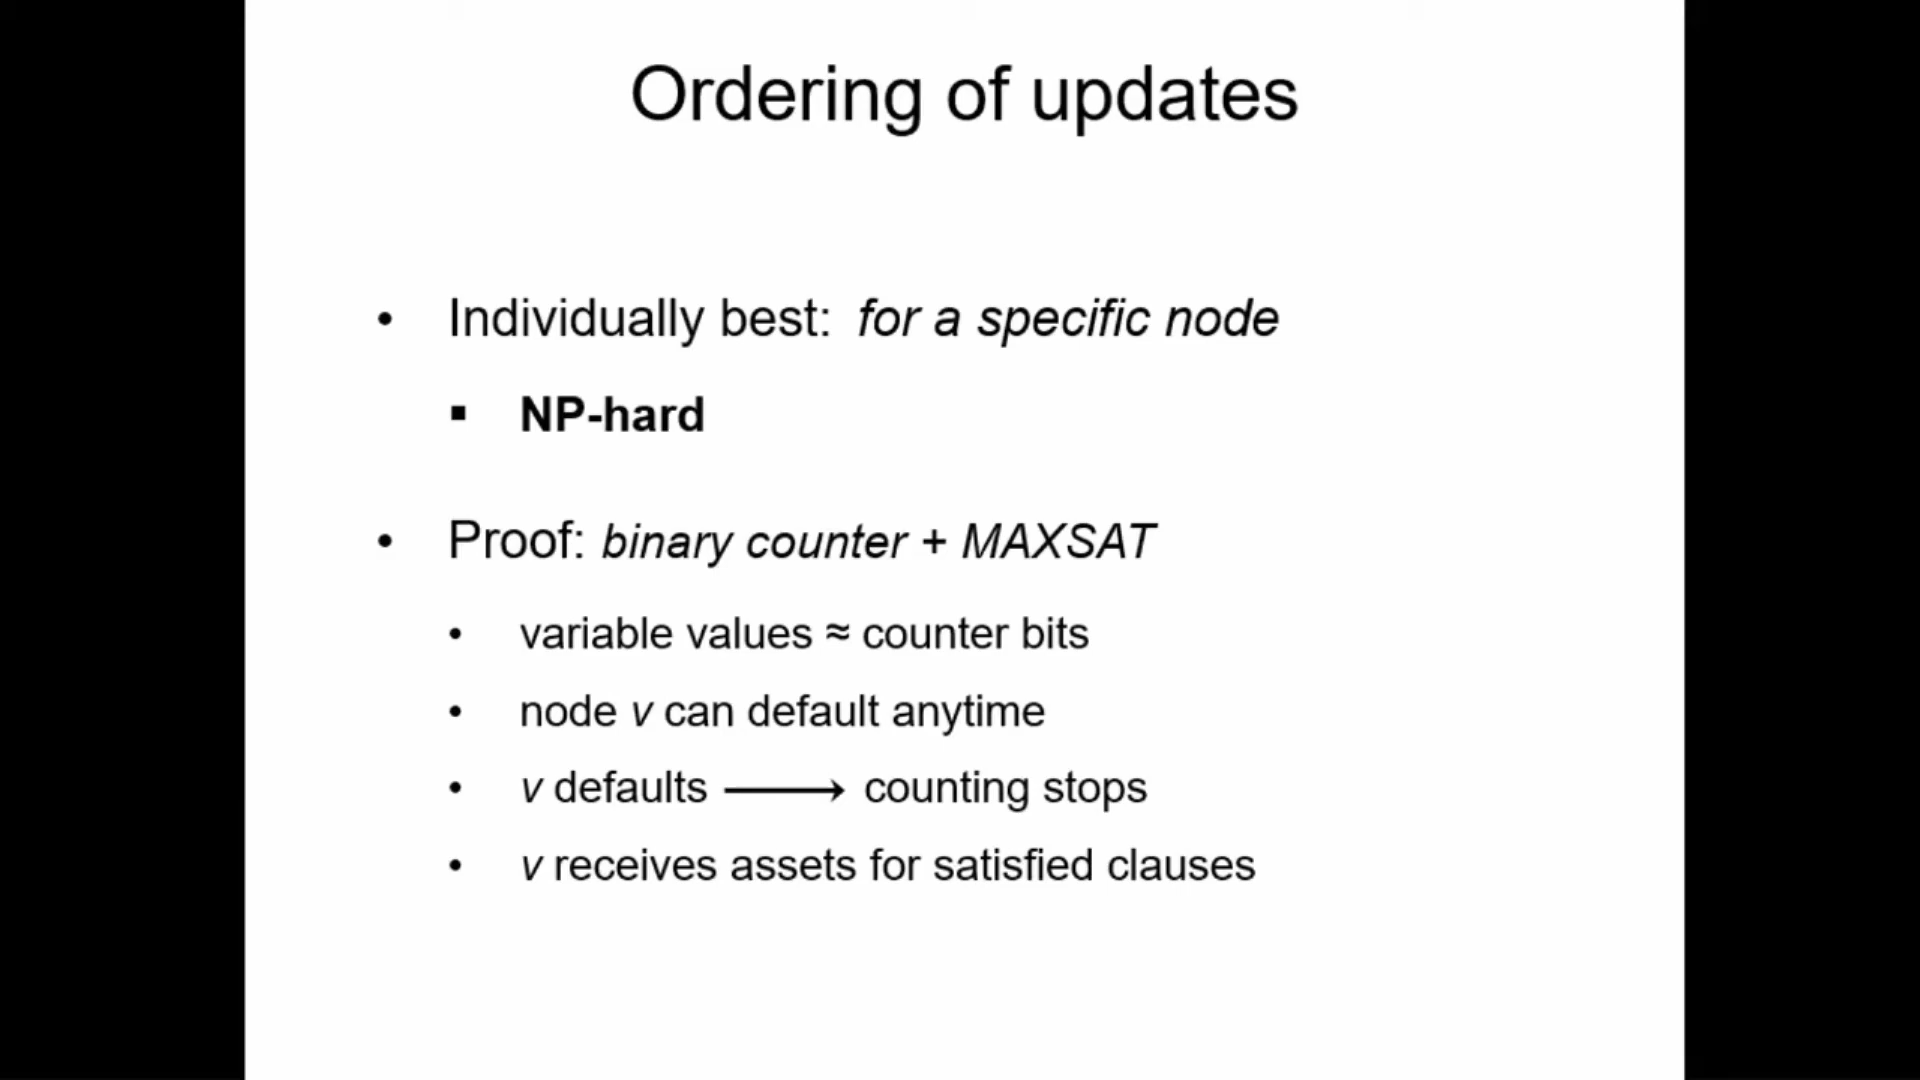 Ordering of updates
• Individually best: for a specific node
▪ NP-hard
• Proof: binary counter + MAXSAT
• variable values ≈ counter bits
• node v can default anytime
• v defaults ⟶ counting stops
• v receives assets for satisfied clauses